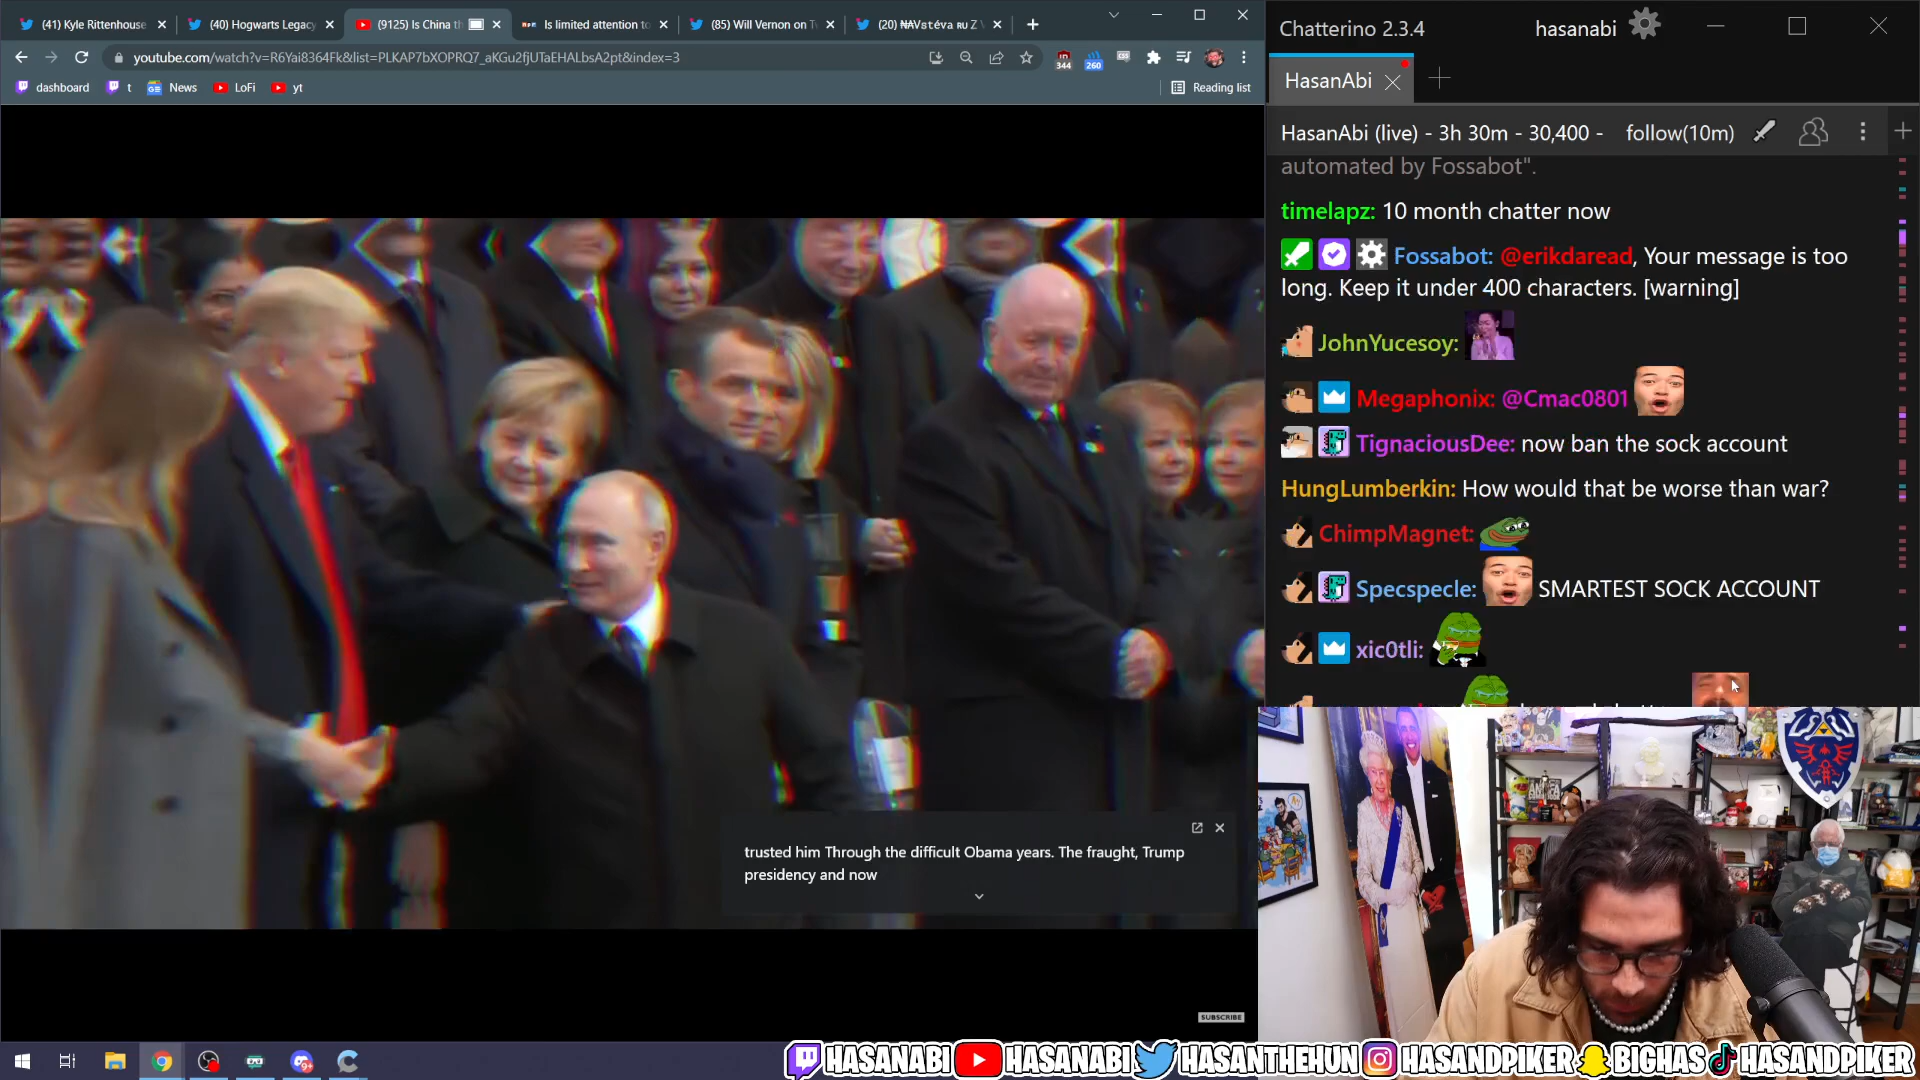 (41) Kyle Rittenhouse
(40) Hogwarts Legacy
(9125) Is China th
Is limited attention to
(85) Will Vernon on Tw
youtube.com/watch?v=R6Yai8364Fk&list=PLKAP7bXOPRQ7_aKGu2fjUTaEHALbsA2pt&index=3
344
260
dashboard
t
News
LoFi
yt
Reading list
trusted him Through the difficult Obama years. The fraught, Trump
presidency and now
SUBSCRIBE
Chatterino 2.3.4
hasanabi
HasanAbi
HasanAbi (live) - 3h 30m - 30,400 -
follow(10m)
automated by Fossabot".
timelapz: 10 month chatter now
Fossabot: @erikdaread, Your message is too
long. Keep it under 400 characters. [warning]
JohnYucesoy:
Megaphonix: @Cmac0801
TignaciousDee: now ban the sock account
HungLumberkin: How would that be worse than war?
ChimpMagnet:
Specspecle: SMARTEST SOCK ACCOUNT
xic0tli:
HASANABI HASANABI HASANTHEHUN HASANDPIKER BIGHAS HASANDPIKER